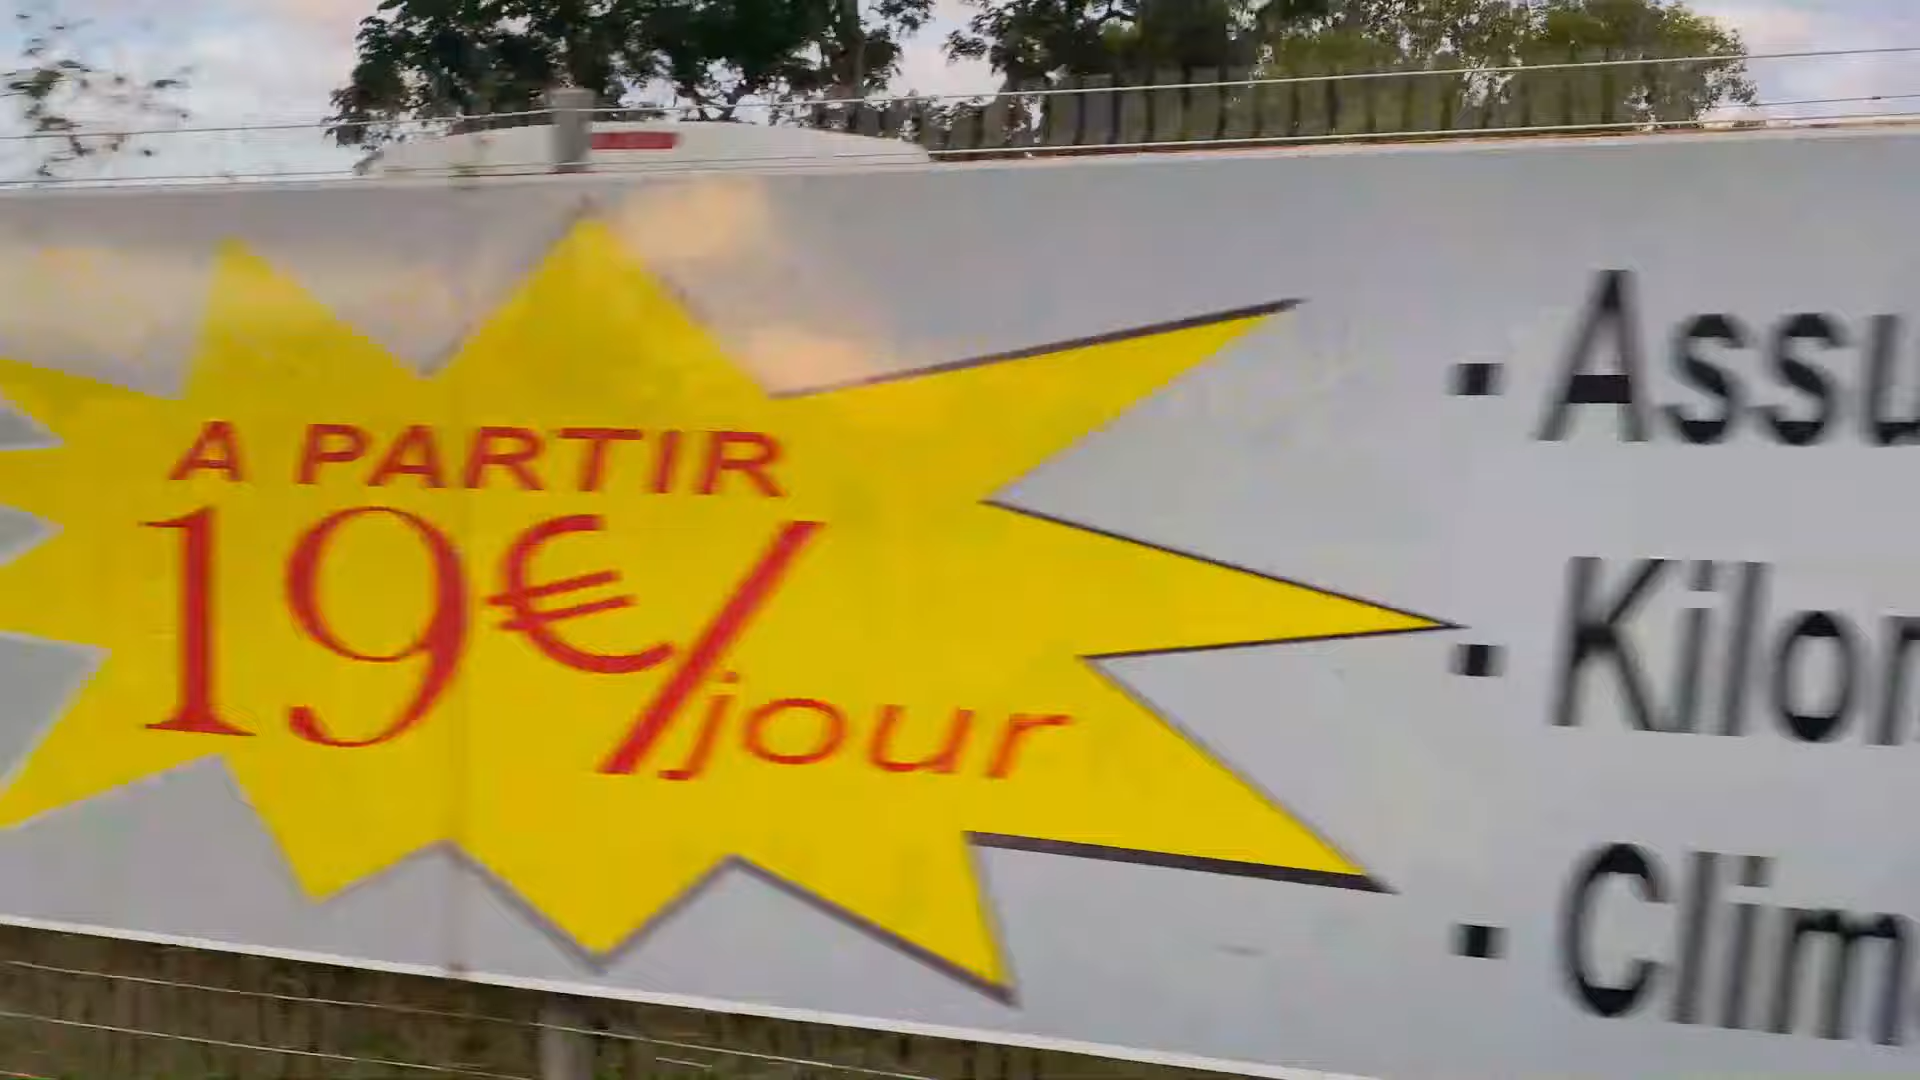 A PARTIR
19€/jour
- Assu
- Kilo
- Clim